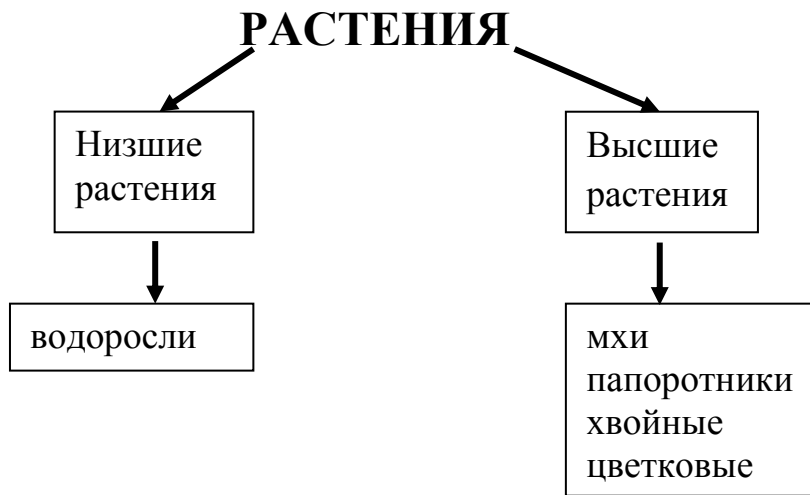 РАСТЕНИЯ
Низшие
растения
Высшие
растения
водоросли
мхи
папоротники
хвойные
цветковые